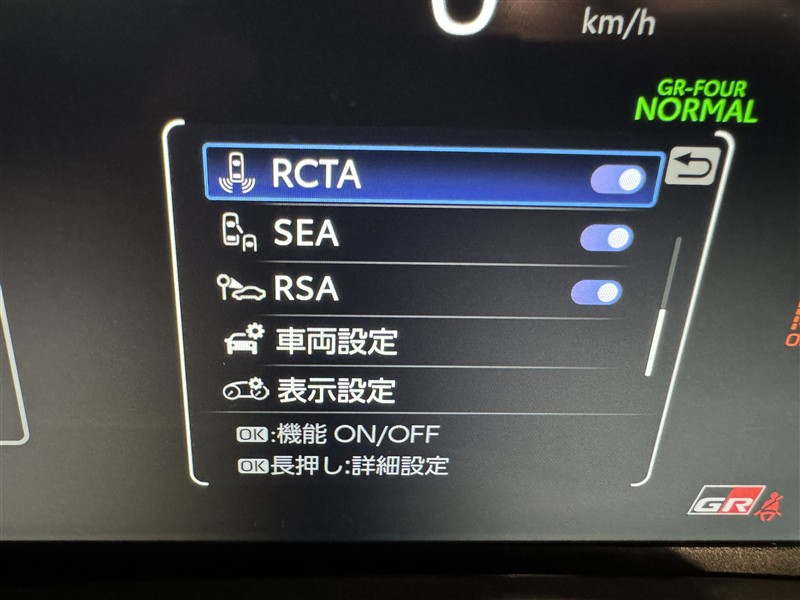 0
km/h
GR-FOUR
NORMAL
RCTA
SEA
RSA
車両設定
表示設定
OK:機能 ON/OFF
OK長押し:詳細設定
GR